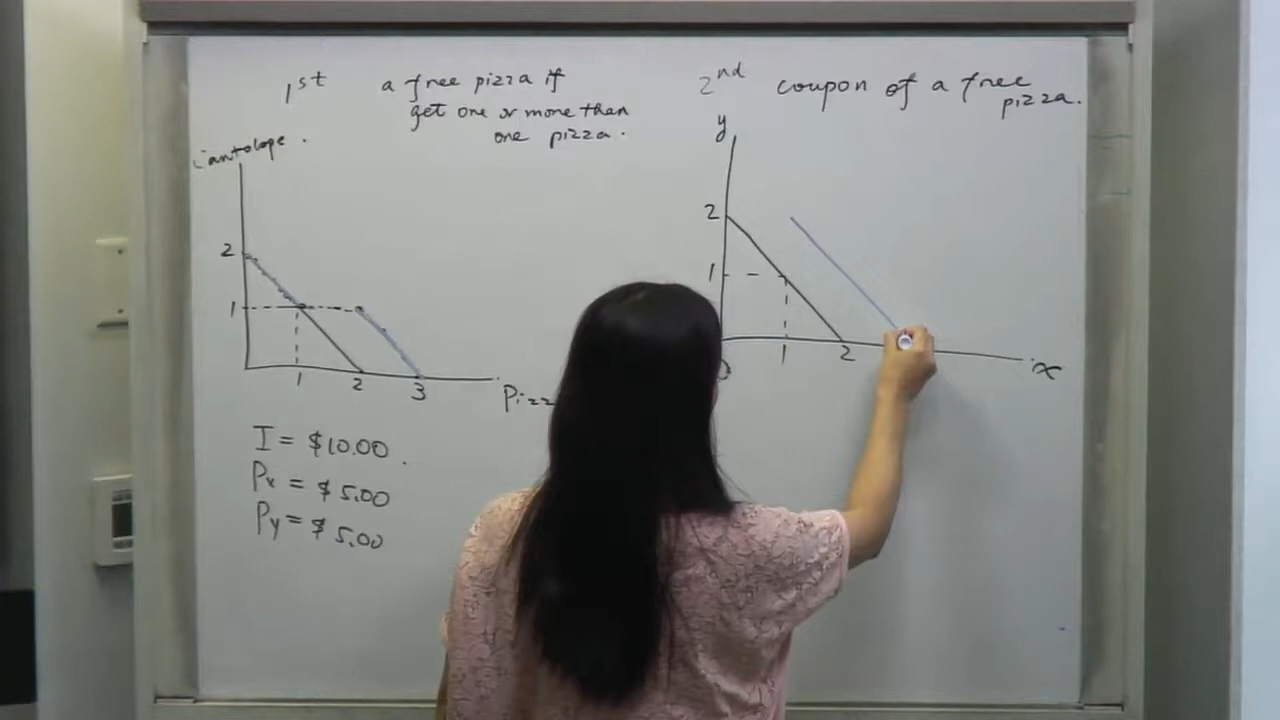 1st a free pizza if
get one or more than
one pizza.
Cantolope.
2
1
1 2 3
Pizz
I = $10.00.
Px = $5.00
Py = $5.00
2nd coupon of a free
pizza.
y
2
1
1 2
x